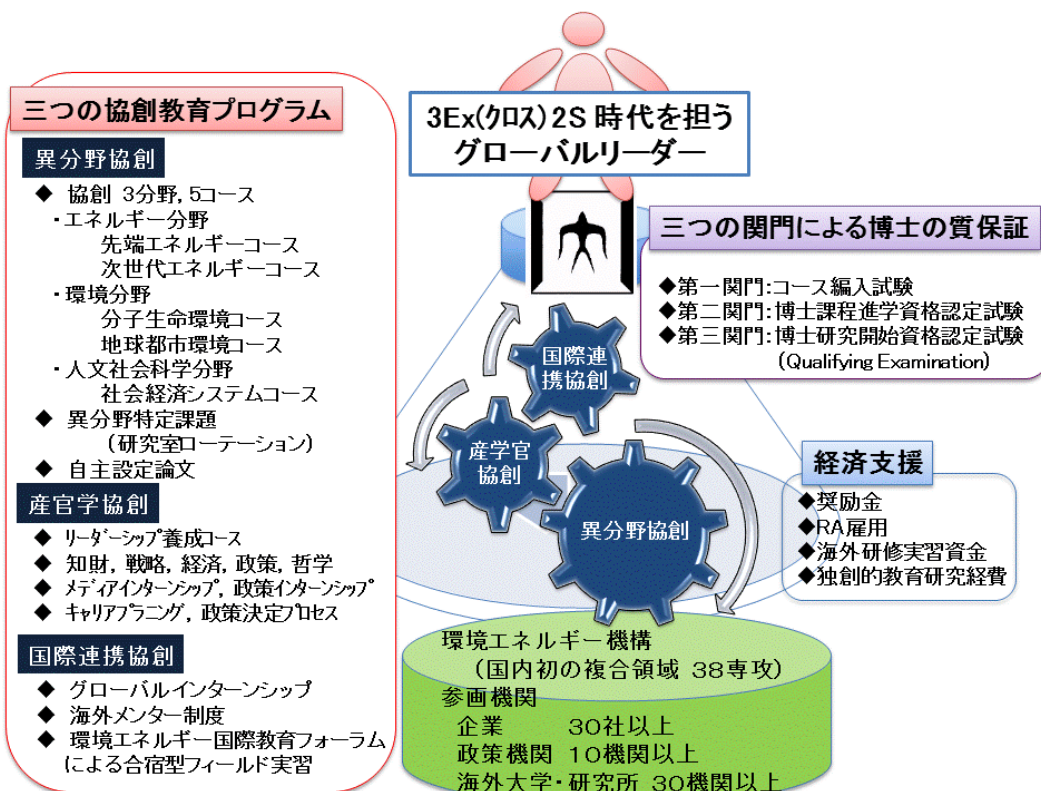 三つの協創教育プログラム
異分野協創
◆ 協創 3分野, 5コース
・エネルギー分野
先端エネルギーコース
次世代エネルギーコース
・環境分野
分子生命環境コース
地球都市環境コース
・人文社会科学分野
社会経済システムコース
◆ 異分野特定課題
(研究室ローテーション)
◆ 自主設定論文
産官学協創
◆ リーダーシップ養成コース
◆ 知財, 戦略, 経済, 政策, 哲学
◆ メディアインターンシップ, 政策インターンシップ
◆ キャリアプラニング, 政策決定プロセス
国際連携協創
◆ グローバルインターンシップ
◆ 海外メンター制度
◆ 環境エネルギー国際教育フォーラム
による合宿型フィールド実習
3Ex(クロス)2S 時代を担う
グローバルリーダー
三つの関門による博士の質保証
◆第一関門:コース編入試験
◆第二関門:博士課程進学資格認定試験
◆第三関門:博士研究開始資格認定試験
(Qualifying Examination)
国際連
携協創
産学官
協創
異分野協創
経済支援
◆奨励金
◆RA雇用
◆海外研修実習資金
◆独創的教育研究経費
環境エネルギー機構
(国内初の複合領域 38専攻)
参画機関
企業 30社以上
政策機関 10機関以上
海外大学・研究所 30機関以上